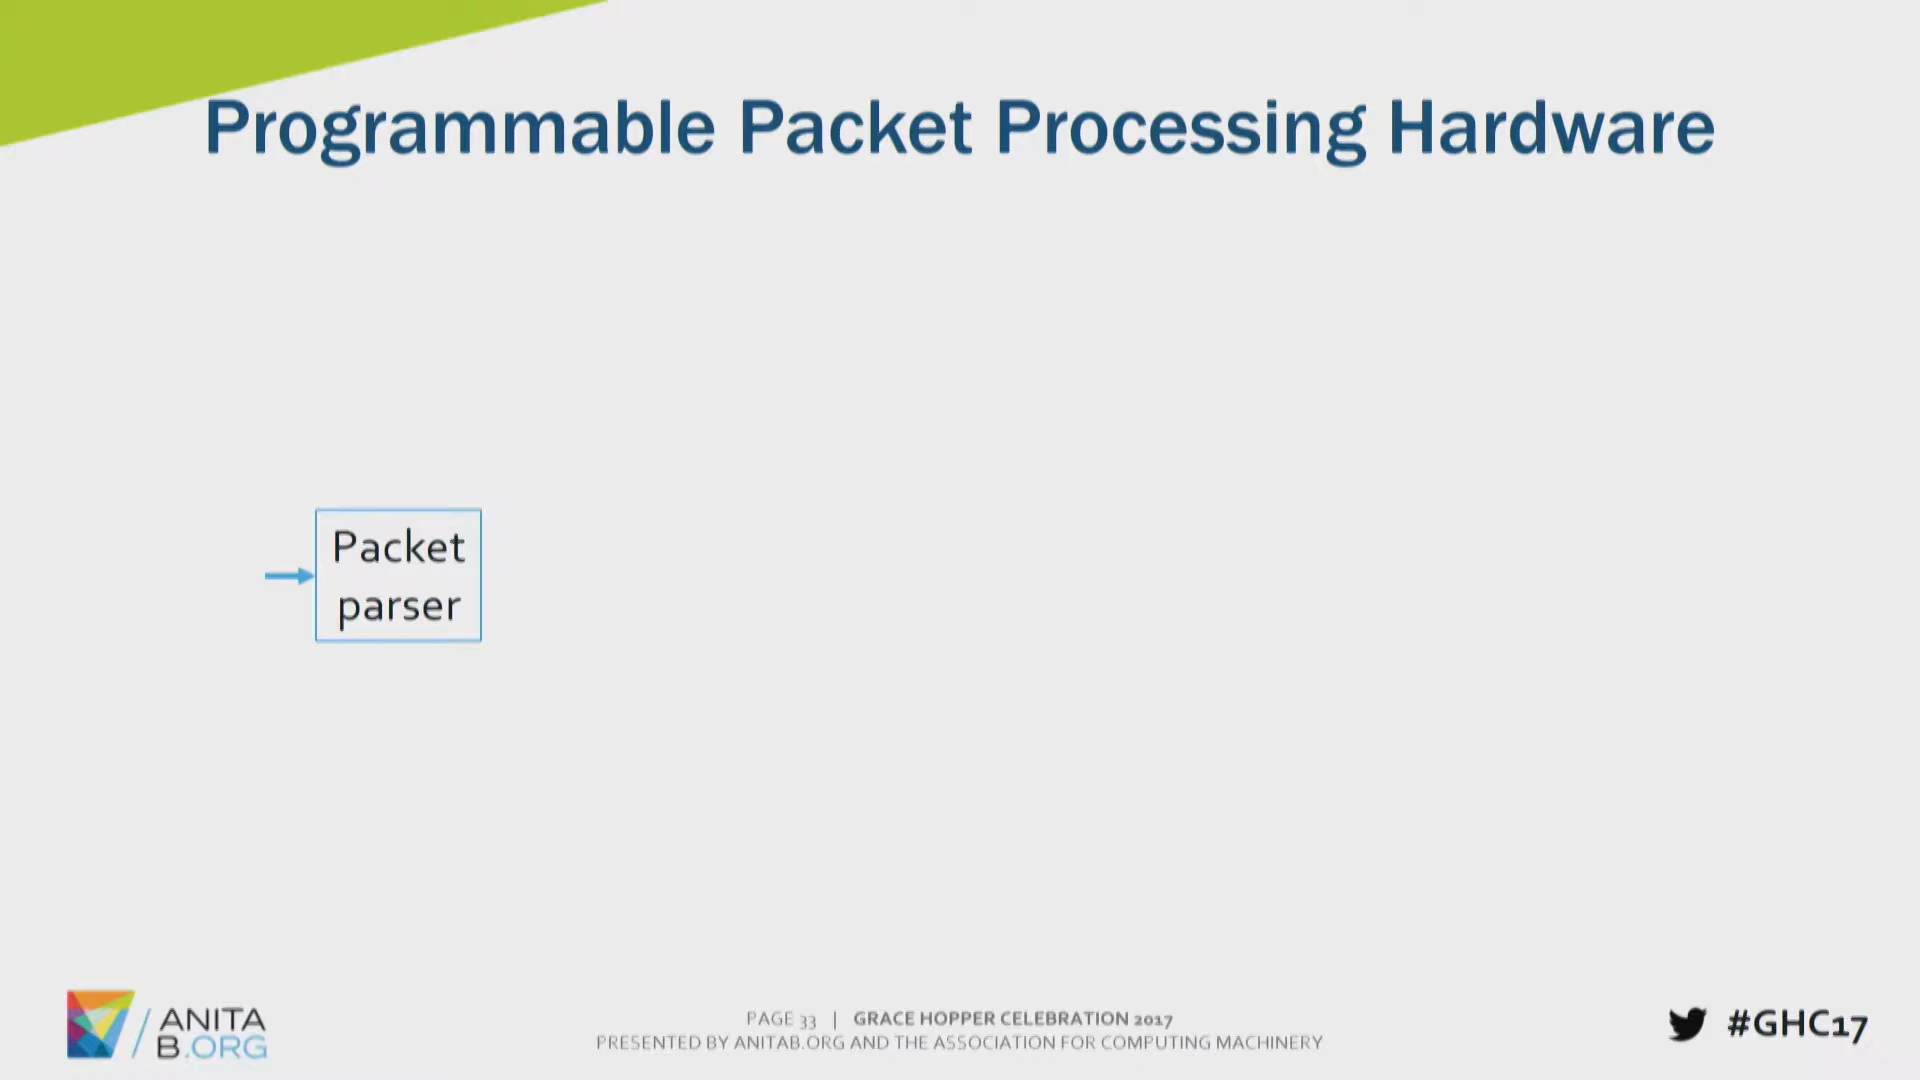 Programmable Packet Processing Hardware
Packet
parser
ANITA
B.ORG
PAGE 33 | GRACE HOPPER CELEBRATION 2017
PRESENTED BY ANITAB.ORG AND THE ASSOCIATION FOR COMPUTING MACHINERY
#GHC17